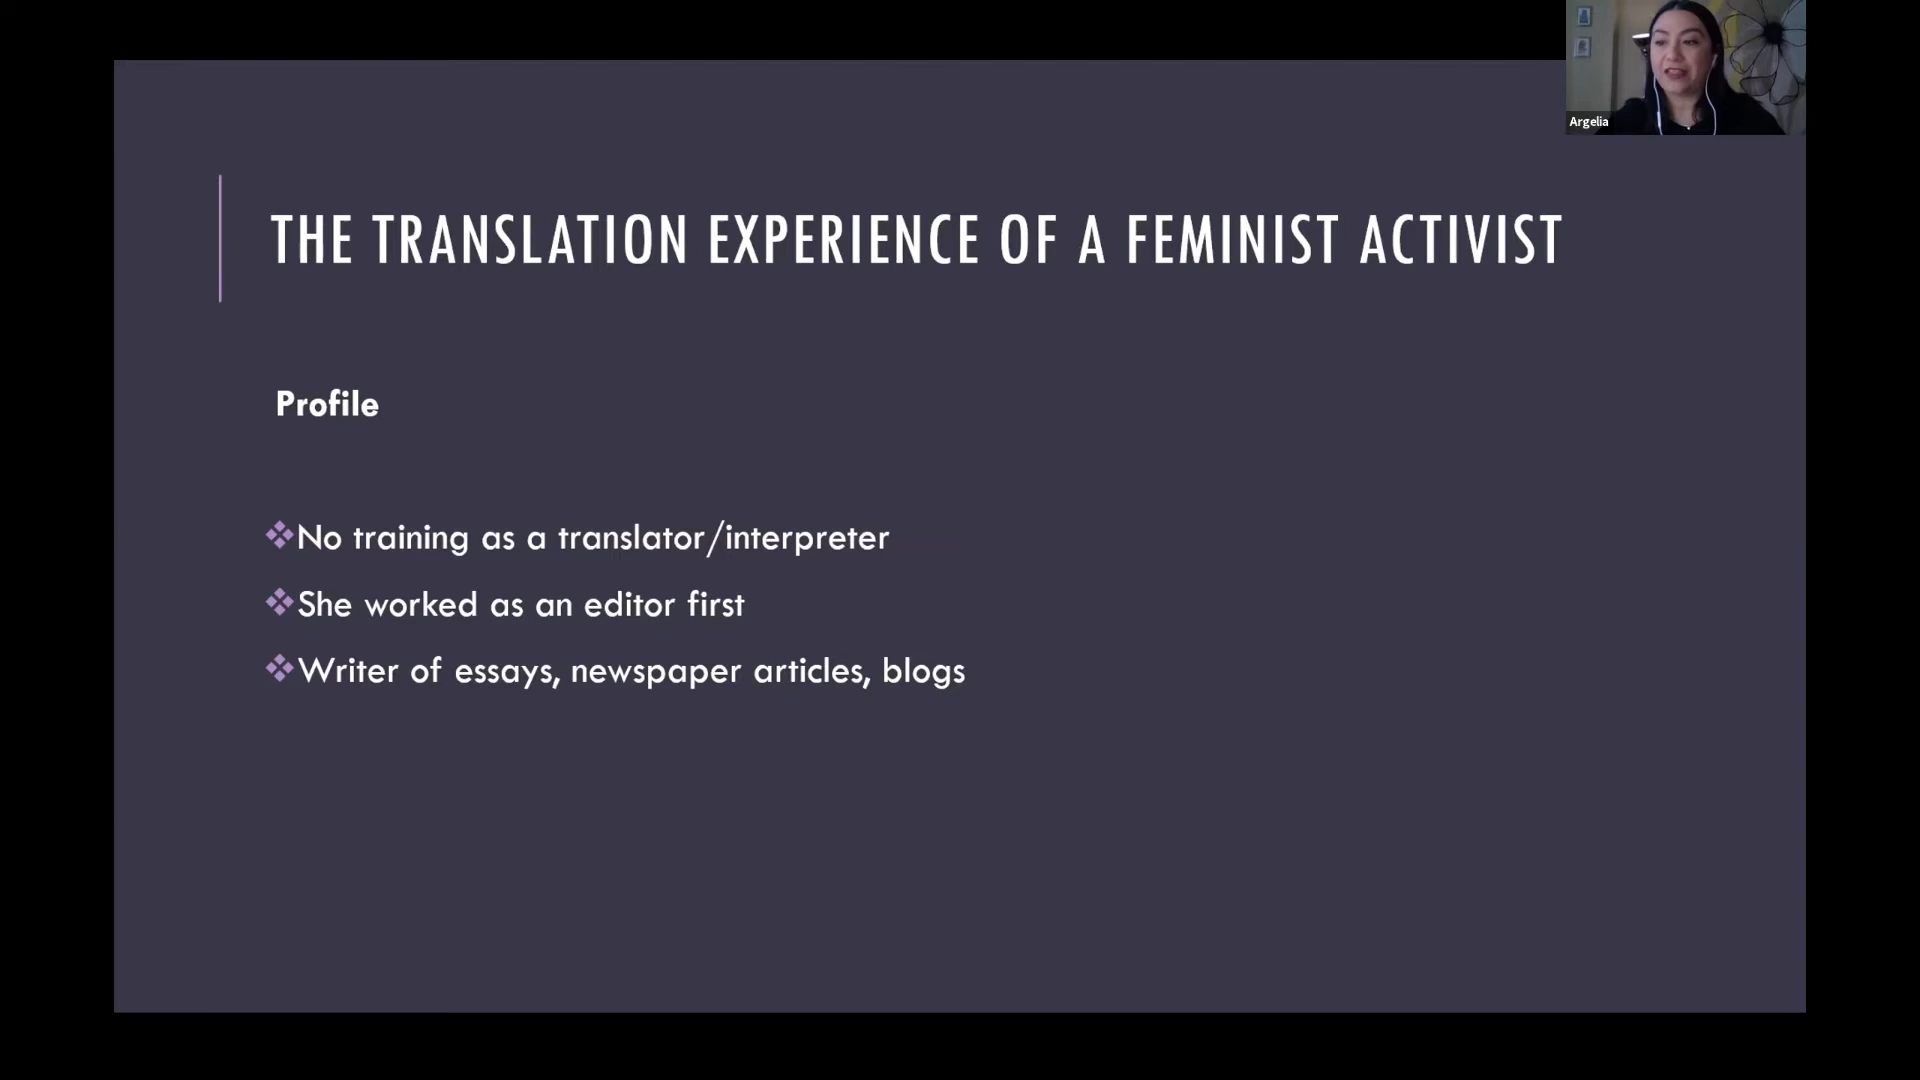 Argelia
THE TRANSLATION EXPERIENCE OF A FEMINIST ACTIVIST
Profile
No training as a translator/interpreter
She worked as an editor first
Writer of essays, newspaper articles, blogs